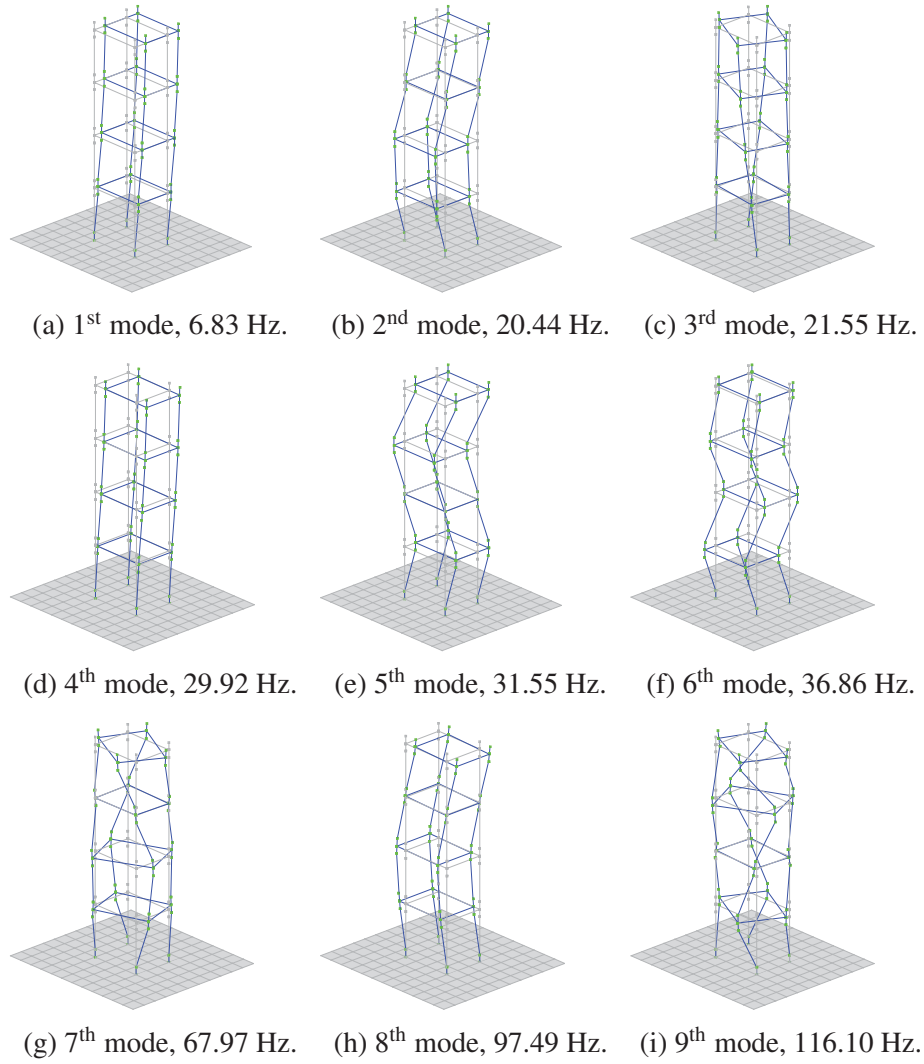 (a) 1st mode, 6.83 Hz.
(b) 2nd mode, 20.44 Hz.
(c) 3rd mode, 21.55 Hz.
(d) 4th mode, 29.92 Hz.
(e) 5th mode, 31.55 Hz.
(f) 6th mode, 36.86 Hz.
(g) 7th mode, 67.97 Hz.
(h) 8th mode, 97.49 Hz.
(i) 9th mode, 116.10 Hz.